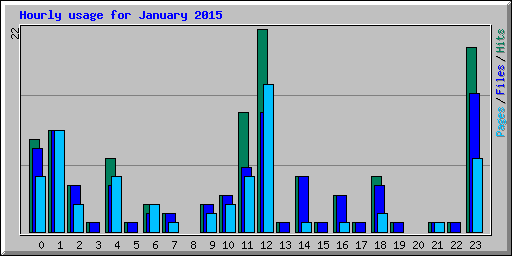 Hourly usage for January 2015
22
Pages / Files / Hits
0 1 2 3 4 5 6 7 8 9 10 11 12 13 14 15 16 17 18 19 20 21 22 23